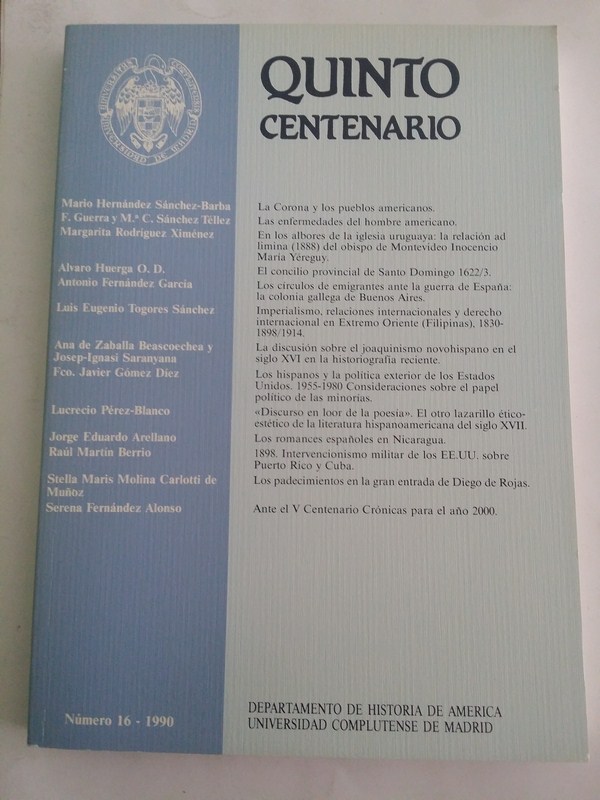 QUINTO
CENTENARIO
Mario Hernández Sánchez-Barba
La Corona y los pueblos americanos.
F. Guerra y M.ª C. Sánchez Téllez
Las enfermedades del hombre americano.
Margarita Rodríguez Ximénez
En los albores de la iglesia uruguaya: la relación ad
limina (1888) del obispo de Montevideo Inocencio
María Yéreguy.
Alvaro Huerga O. D.
El concilio provincial de Santo Domingo 1622/3.
Antonio Fernández García
Los círculos de emigrantes ante la guerra de España:
la colonia gallega de Buenos Aires.
Luis Eugenio Togores Sánchez
Imperialismo, relaciones internacionales y derecho
internacional en Extremo Oriente (Filipinas), 1830-
1898/1914.
Ana de Zaballa Beascoechea y
Josep-Ignasi Saranyana
La discusión sobre el joaquinismo novohispano en el
siglo XVI en la historiografía reciente.
Fco. Javier Gómez Díez
Los hispanos y la política exterior de los Estados
Unidos. 1955-1980 Consideraciones sobre el papel
político de las minorías.
Lucrecio Pérez-Blanco
«Discurso en loor de la poesía». El otro lazarillo ético-
estético de la literatura hispanoamericana del siglo XVII.
Jorge Eduardo Arellano
Los romances españoles en Nicaragua.
Raúl Martín Berrio
1898. Intervencionismo militar de los EE.UU. sobre
Puerto Rico y Cuba.
Stella Maris Molina Carlotti de
Muñoz
Los padecimientos en la gran entrada de Diego de Rojas.
Serena Fernández Alonso
Ante el V Centenario Crónicas para el año 2000.
Número 16 - 1990
DEPARTAMENTO DE HISTORIA DE AMERICA
UNIVERSIDAD COMPLUTENSE DE MADRID